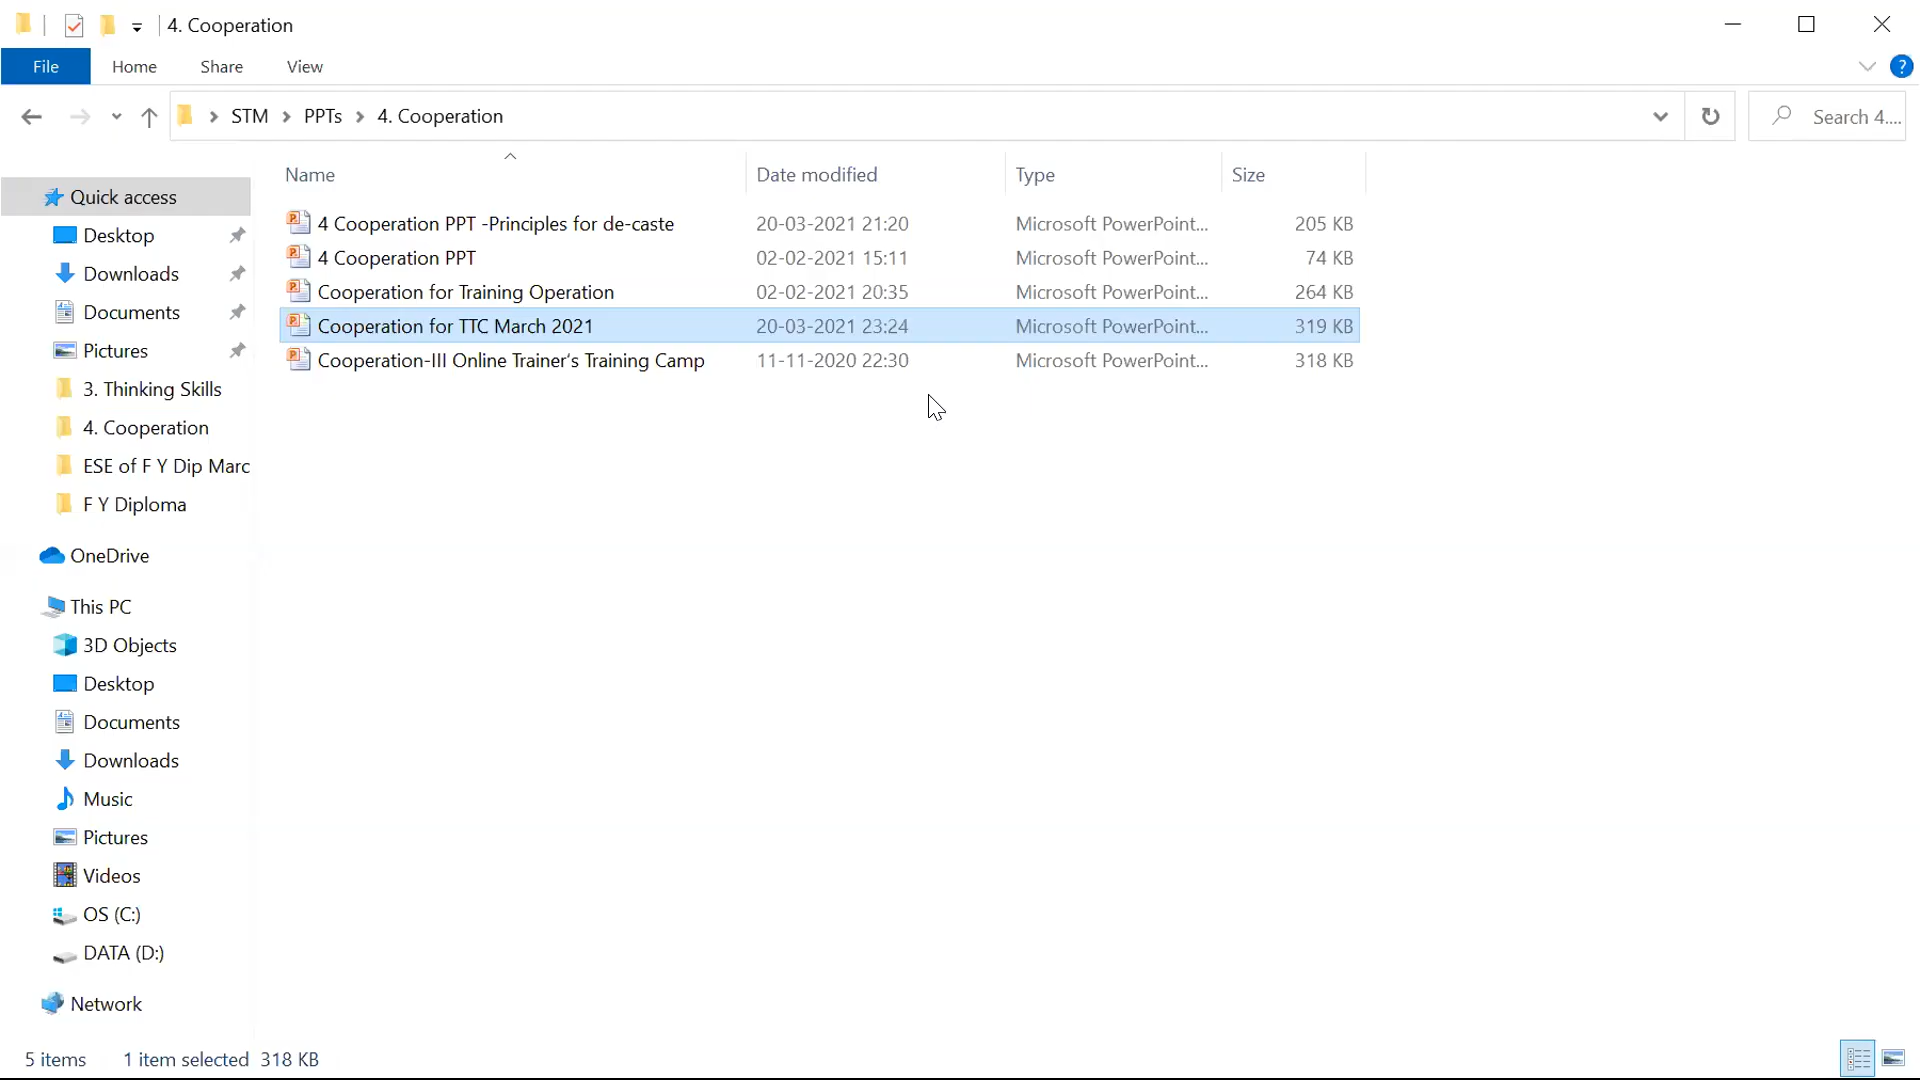 4. Cooperation
File Home Share View
STM PPTs 4. Cooperation Search 4....
Name Date modified Type Size
4 Cooperation PPT -Principles for de-caste 20-03-2021 21:20 Microsoft PowerPoint... 205 KB
4 Cooperation PPT 02-02-2021 15:11 Microsoft PowerPoint... 74 KB
Cooperation for Training Operation 02-02-2021 20:35 Microsoft PowerPoint... 264 KB
Cooperation for TTC March 2021 20-03-2021 23:24 Microsoft PowerPoint... 319 KB
Cooperation-III Online Trainer's Training Camp 11-11-2020 22:30 Microsoft PowerPoint... 318 KB
Quick access
Desktop
Downloads
Documents
Pictures
3. Thinking Skills
4. Cooperation
ESE of F Y Dip Marc
F Y Diploma
OneDrive
This PC
3D Objects
Desktop
Documents
Downloads
Music
Pictures
Videos
OS (C:)
DATA (D:)
Network
5 items 1 item selected 318 KB